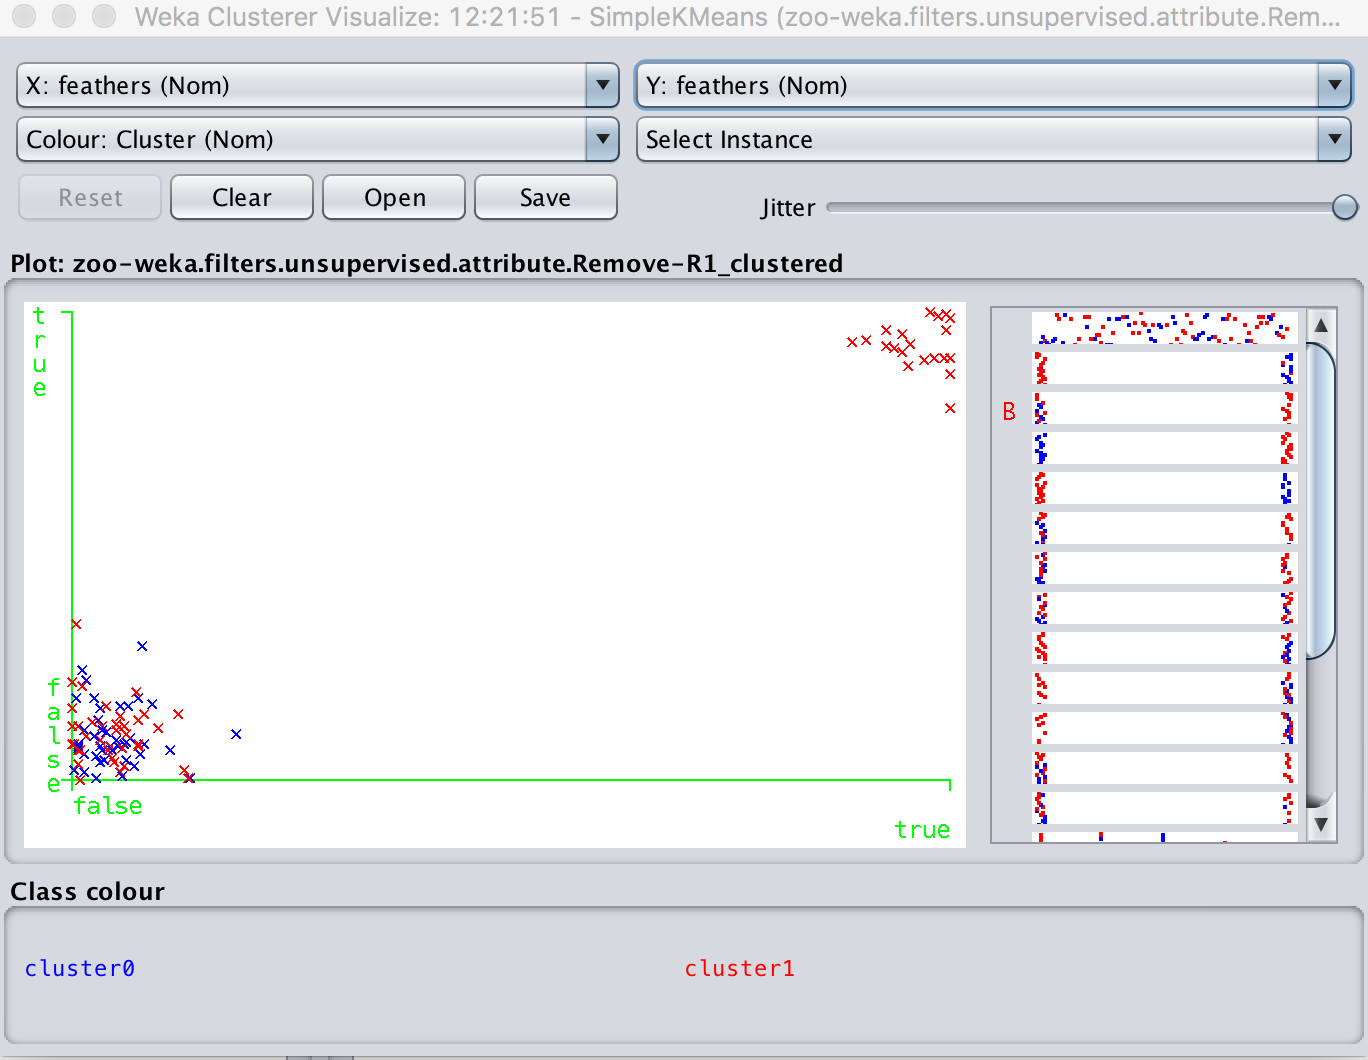 Weka Clusterer Visualize: 12:21:51 - SimpleKMeans (zoo-weka.filters.unsupervised.attribute.Rem...
X: feathers (Nom)
Y: feathers (Nom)
Colour: Cluster (Nom)
Select Instance
Reset
Clear
Open
Save
Jitter
Plot: zoo-weka.filters.unsupervised.attribute.Remove-R1_clustered
true
false
false
true
B
Class colour
cluster0
cluster1